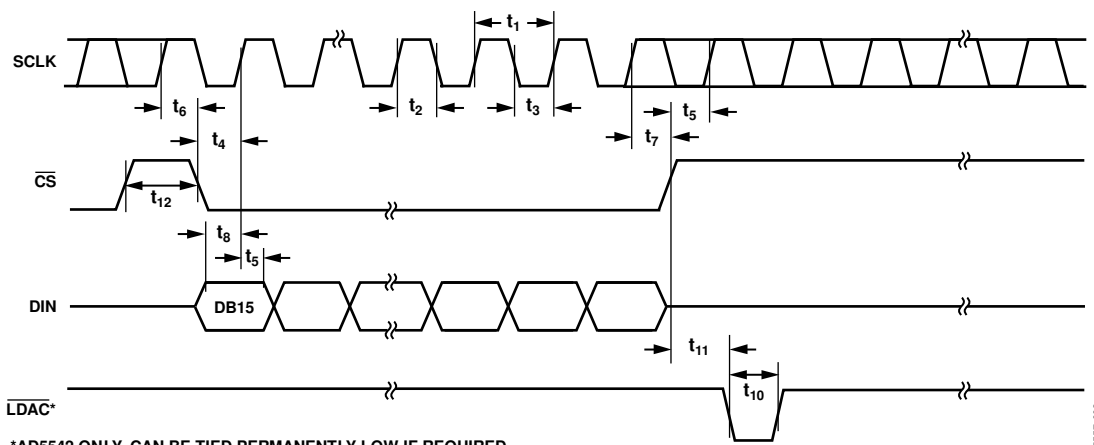 t1
SCLK
t6
t2
t3
t5
t4
t7
CS
t12
t8
t5
DIN
DB15
t11
t10
LDAC*
*AD5542 ONLY. CAN BE TIED PERMANENTLY LOW IF REQUIRED.